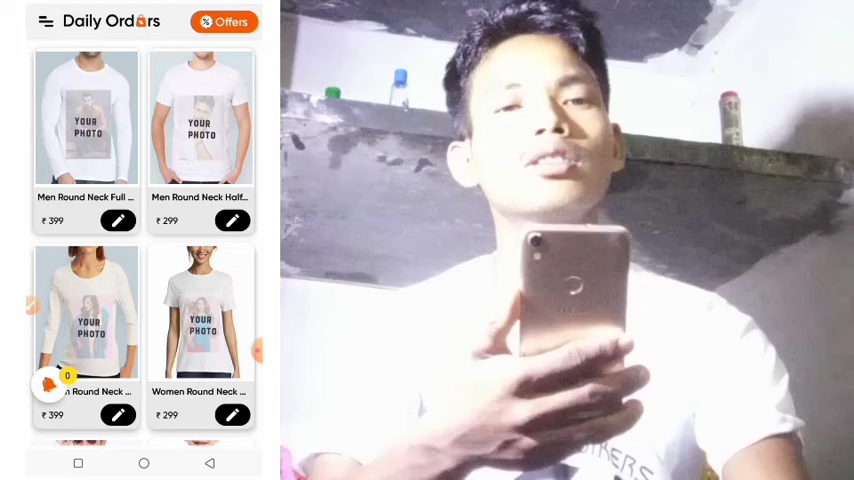 Daily Orders
% Offers
YOUR
PHOTO
YOUR
PHOTO
Men Round Neck Full ...
Men Round Neck Half...
₹ 399
₹ 299
YOUR
PHOTO
YOUR
PHOTO
0
n Round Neck ...
Women Round Neck ...
₹ 399
₹ 299